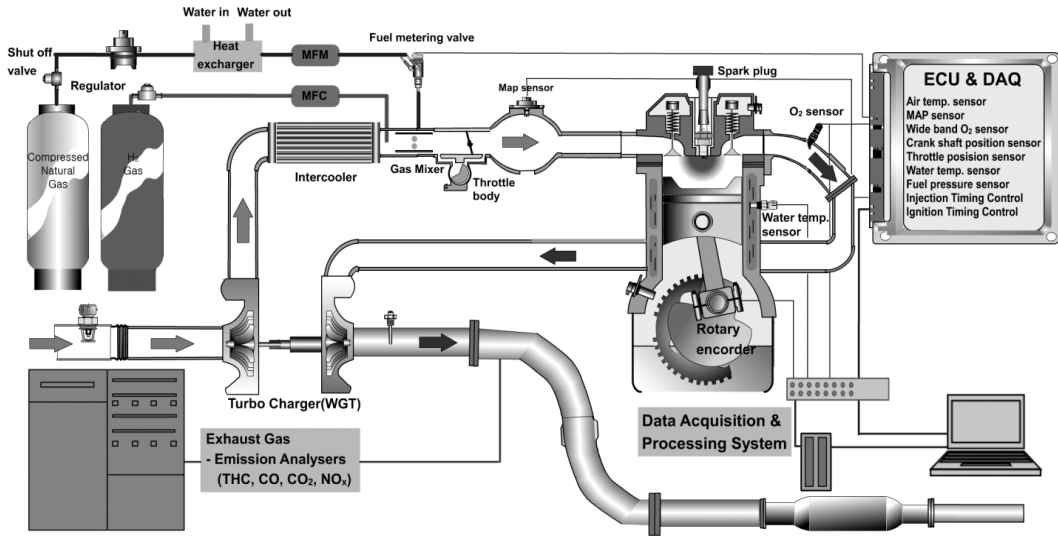 Water in
Water out
Shut off
valve
Heat
excharger
MFM
Fuel metering valve
Regulator
MFC
Map sensor
Spark plug
O₂ sensor
ECU & DAQ
Air temp. sensor
MAP sensor
Wide band O₂ sensor
Crank shaft position sensor
Throttle posision sensor
Water temp. sensor
Fuel pressure sensor
Injection Timing Control
Ignition Timing Control
Compressed
Natural
Gas
H₂
Gas
Intercooler
Gas Mixer
Throttle
body
Water temp.
sensor
Rotary
encorder
Turbo Charger(WGT)
Exhaust Gas
- Emission Analysers
(THC, CO, CO₂, NOₓ)
Data Acquisition &
Processing System